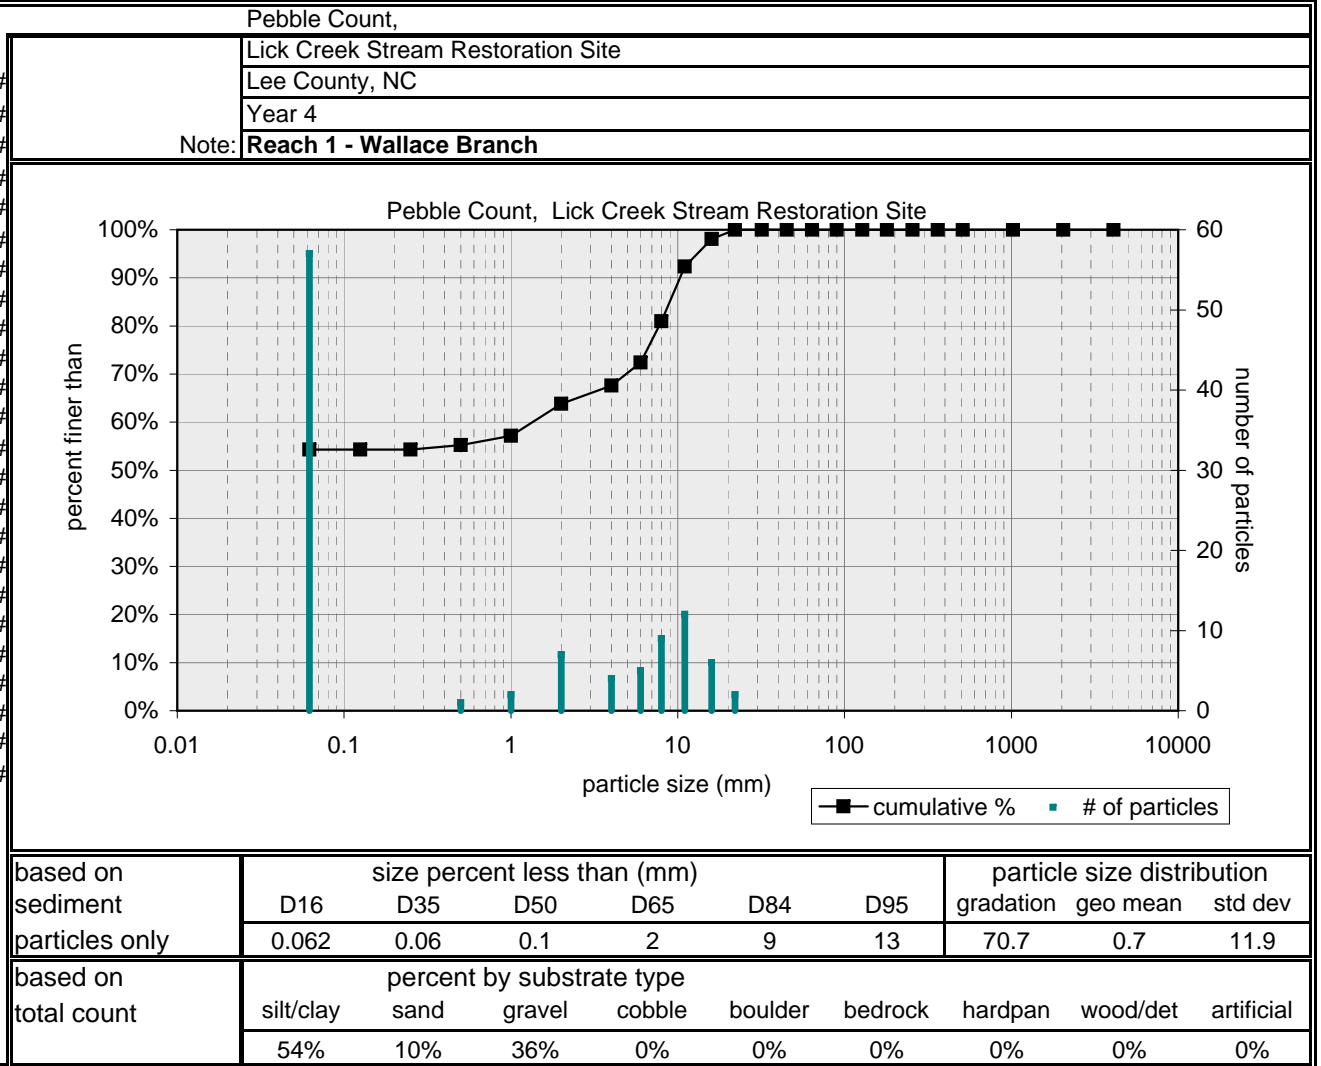 Pebble Count,
Lick Creek Stream Restoration Site
# Lee County, NC
# Year 4
# Note: Reach 1 - Wallace Branch
#
#
Pebble Count, Lick Creek Stream Restoration Site
# 100% 60
# 90%
# 50
# 80%
# 70%
# 40
# 60%
# 50% 30
# 40%
# 30% 20
# 20%
# 10
# 10%
# 0% 0
#
#
#
#
#
#
percent finer than
number of particles
0.01 0.1 1 10 100 1000 10000
particle size (mm)
cumulative % # of particles
based on size percent less than (mm) particle size distribution
sediment D16 D35 D50 D65 D84 D95 gradation geo mean std dev
particles only 0.062 0.06 0.1 2 9 13 70.7 0.7 11.9
based on percent by substrate type
total count silt/clay sand gravel cobble boulder bedrock hardpan wood/det artificial
54% 10% 36% 0% 0% 0% 0% 0% 0%